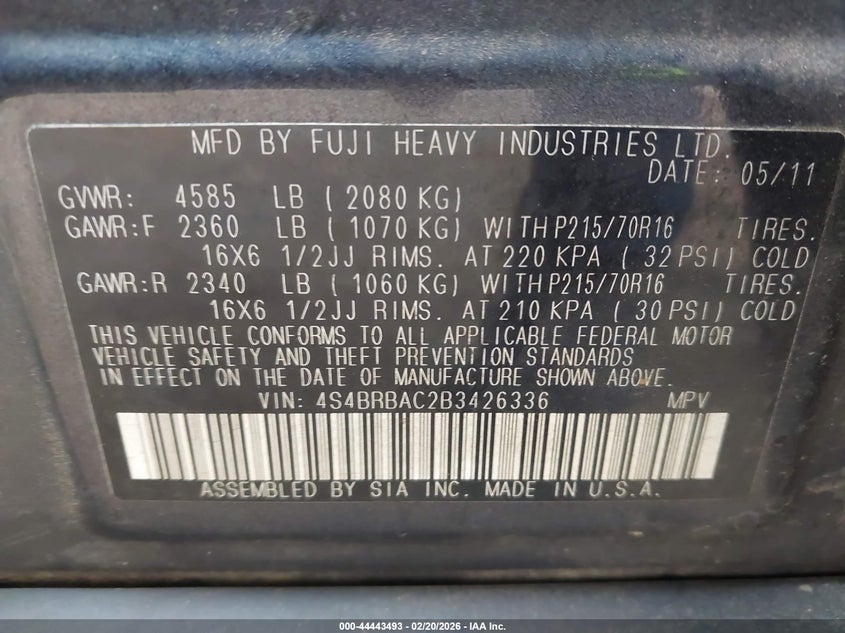 MFD BY FUJI HEAVY INDUSTRIES LTD.
DATE: 05/11
GVWR: 4585 LB ( 2080 KG)
GAWR:F 2360 LB ( 1070 KG) WITH P215/70R16 TIRES.
16X6 1/2JJ RIMS. AT 220 KPA ( 32 PSI) COLD
GAWR:R 2340 LB ( 1060 KG) WITH P215/70R16 TIRES.
16X6 1/2JJ RIMS. AT 210 KPA ( 30 PSI) COLD
THIS VEHICLE CONFORMS TO ALL APPLICABLE FEDERAL MOTOR
VEHICLE SAFETY AND THEFT PREVENTION STANDARDS
IN EFFECT ON THE DATE OF MANUFACTURE SHOWN ABOVE.
VIN: 4S4BRBAC2B3426336 MPV
ASSEMBLED BY SIA INC. MADE IN U.S.A.
000-44443493 - 02/20/2026 - IAA Inc.